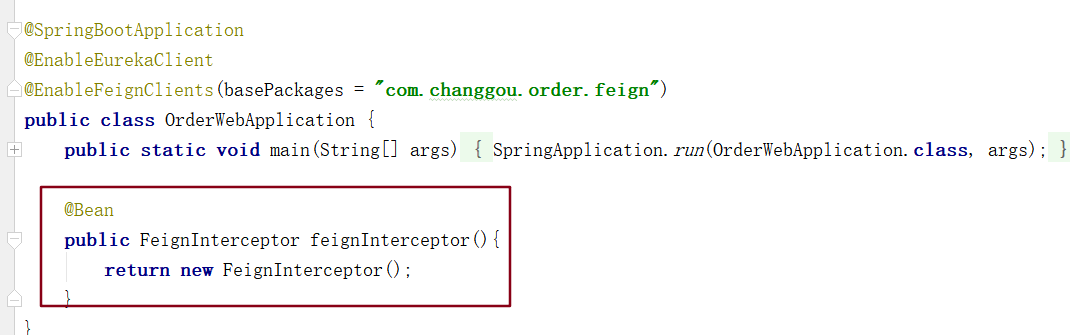 @SpringBootApplication
@EnableEurekaClient
@EnableFeignClients(basePackages = "com.changgou.order.feign")
public class OrderWebApplication {
public static void main(String[] args) { SpringApplication.run(OrderWebApplication.class, args); }
@Bean
public FeignInterceptor feignInterceptor(){
return new FeignInterceptor();
}
}